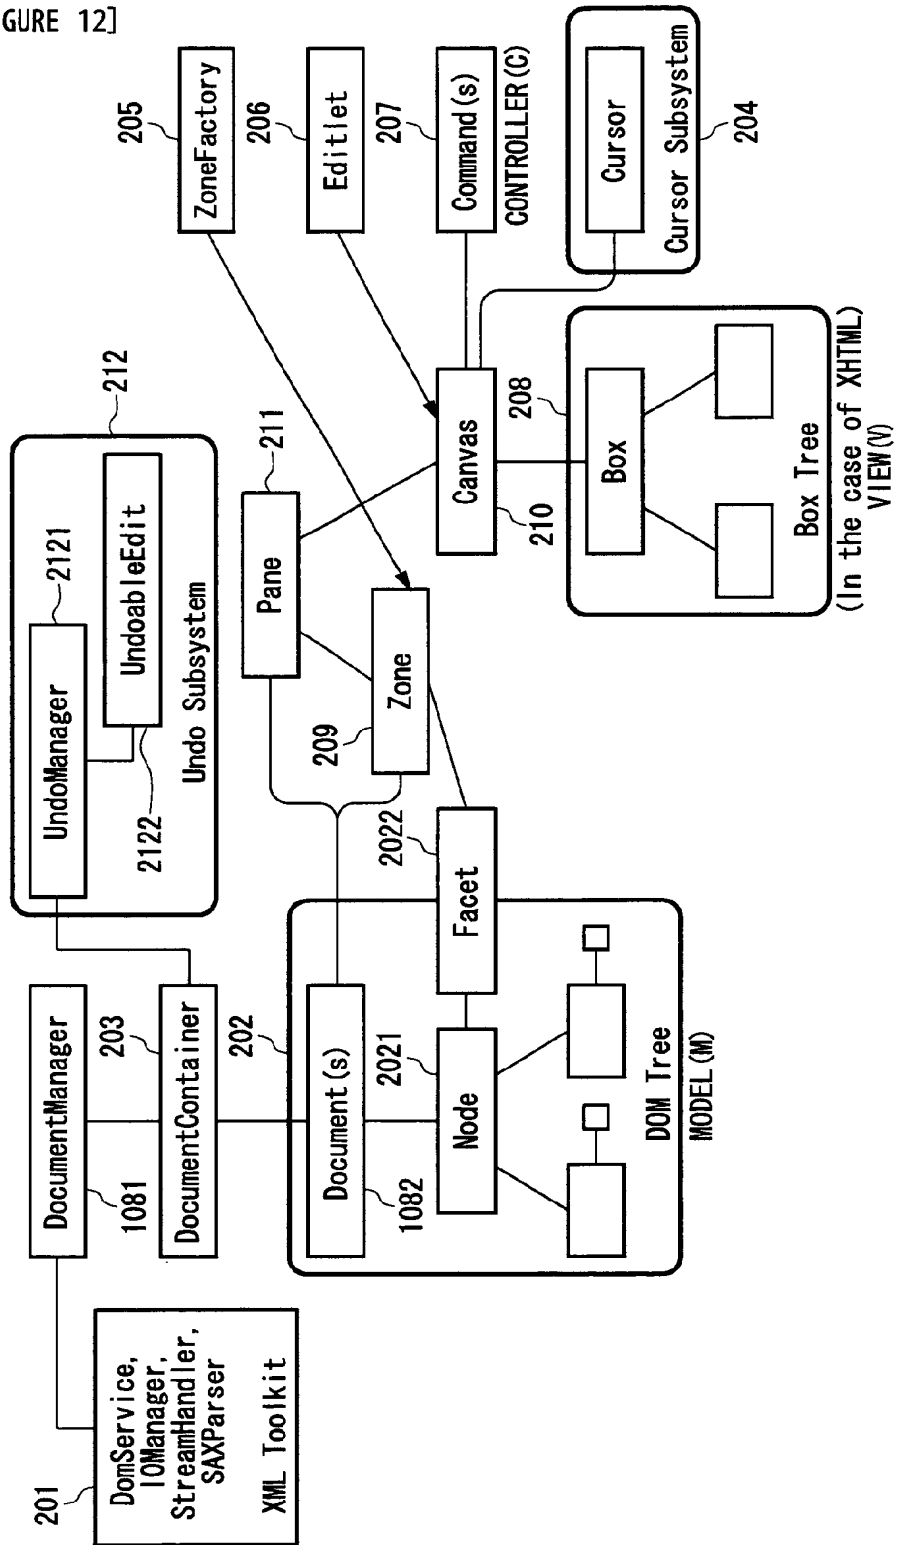 GURE 12]
201
DomService,
IOManager,
StreamHandler,
SAXParser
XML Toolkit
DocumentManager
1081
203
DocumentContainer
202
Document(s)
1082
2021
Node
2022
Facet
DOM Tree
MODEL(M)
212
UndoManager
2121
UndoableEdit
2122
Undo Subsystem
Pane
211
209
Zone
Canvas
210
208
Box
Box Tree
(In the case of XHTML)
VIEW(V)
205
ZoneFactory
206
Editlet
207
Command(s)
CONTROLLER(C)
Cursor
Cursor Subsystem
204